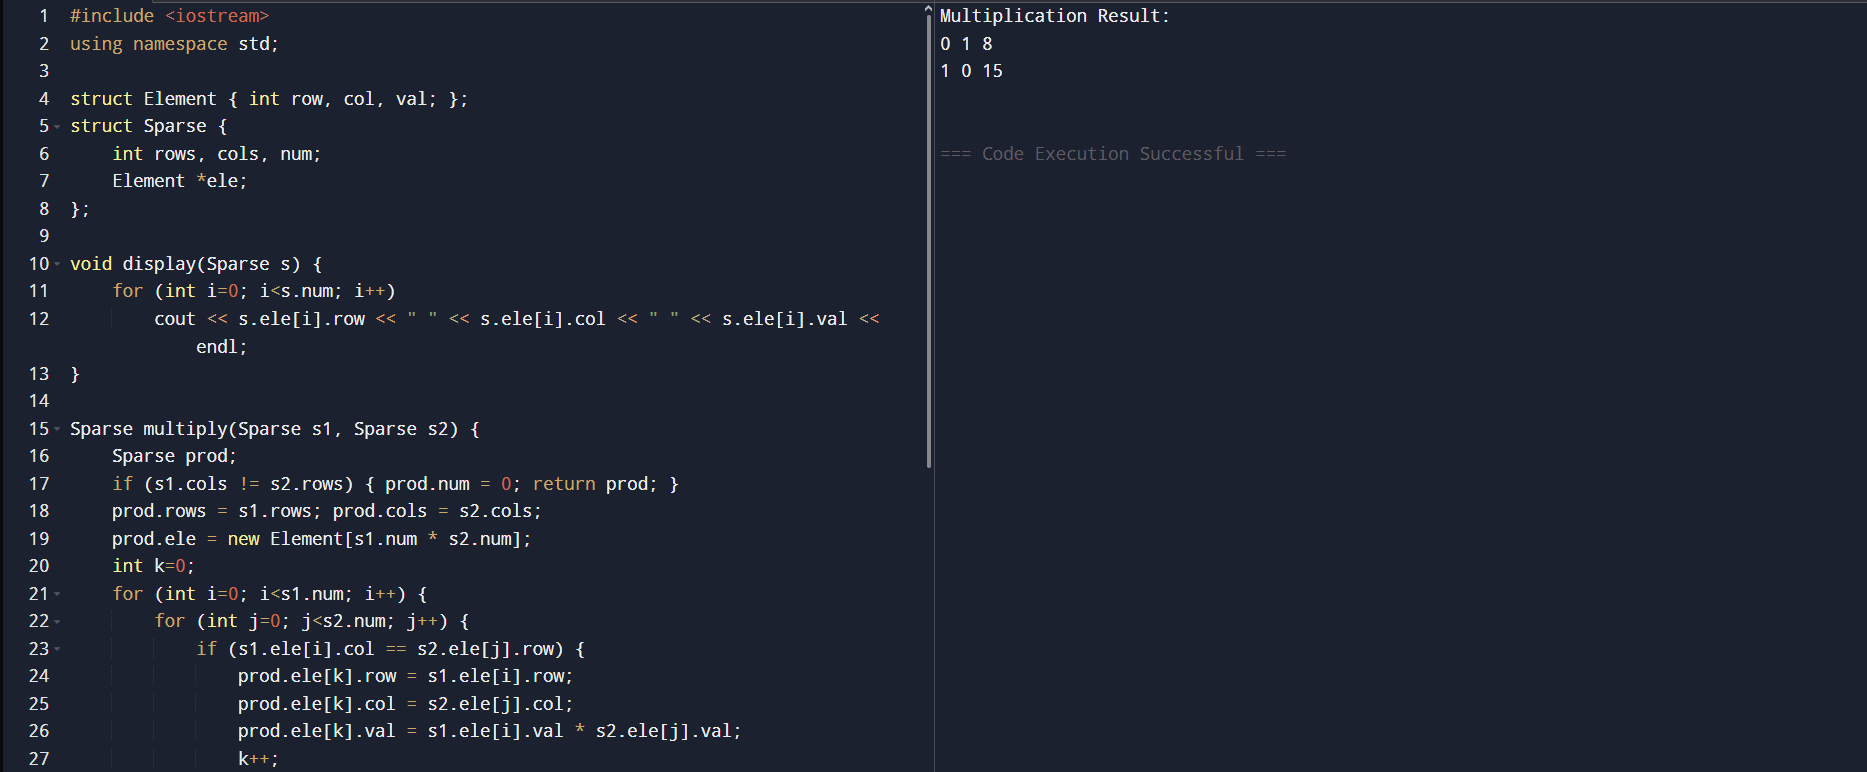 1 #include <iostream>
2 using namespace std;
3
4 struct Element { int row, col, val; };
5 struct Sparse {
6     int rows, cols, num;
7     Element *ele;
8 };
9
10 void display(Sparse s) {
11     for (int i=0; i<s.num; i++)
12         cout << s.ele[i].row << " " << s.ele[i].col << " " << s.ele[i].val <<
            endl;
13 }
14
15 Sparse multiply(Sparse s1, Sparse s2) {
16     Sparse prod;
17     if (s1.cols != s2.rows) { prod.num = 0; return prod; }
18     prod.rows = s1.rows; prod.cols = s2.cols;
19     prod.ele = new Element[s1.num * s2.num];
20     int k=0;
21     for (int i=0; i<s1.num; i++) {
22         for (int j=0; j<s2.num; j++) {
23             if (s1.ele[i].col == s2.ele[j].row) {
24                 prod.ele[k].row = s1.ele[i].row;
25                 prod.ele[k].col = s2.ele[j].col;
26                 prod.ele[k].val = s1.ele[i].val * s2.ele[j].val;
27                 k++;
Multiplication Result:
0 1 8
1 0 15
=== Code Execution Successful ===